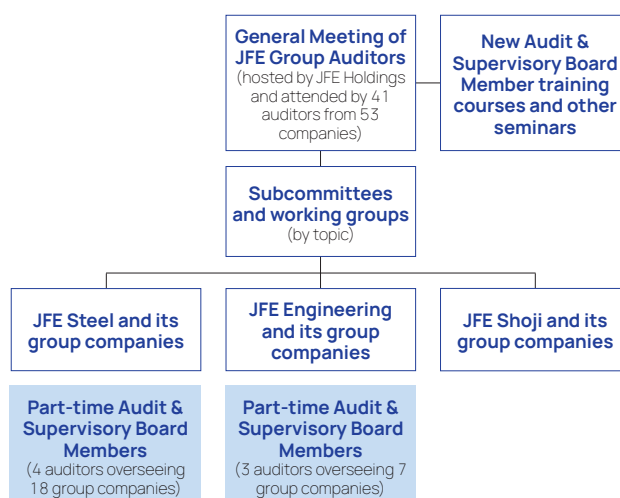 General Meeting of
JFE Group Auditors
(hosted by JFE Holdings
and attended by 41
auditors from 53
companies)
New Audit &
Supervisory Board
Member training
courses and other
seminars
Subcommittees
and working groups
(by topic)
JFE Steel and its
group companies
JFE Engineering
and its group
companies
JFE Shoji and its
group companies
Part-time Audit &
Supervisory Board
Members
(4 auditors overseeing
18 group companies)
Part-time Audit &
Supervisory Board
Members
(3 auditors overseeing 7
group companies)